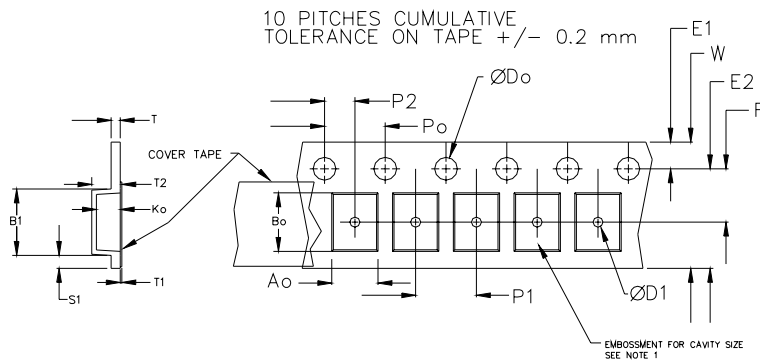 10 PITCHES CUMULATIVE
TOLERANCE ON TAPE +/- 0.2 mm
E1
W
ØDo
E2
P2
F
T
Po
COVER TAPE
T2
B1
Ko
Bo
Ao
P1
ØD1
S1
T1
EMBOSSMENT FOR CAVITY SIZE
SEE NOTE 1